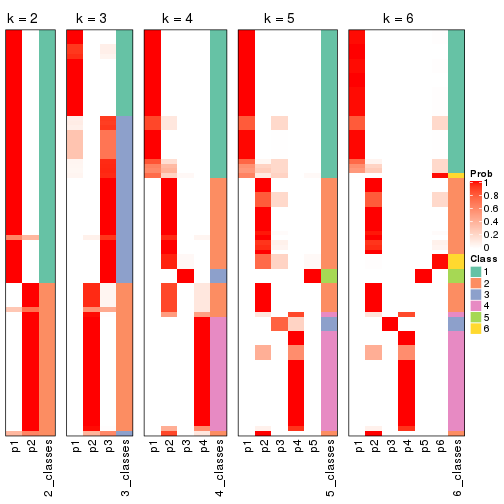 k = 2
k = 3
k = 4
k = 5
k = 6
Prob
1
0.8
0.6
0.4
0.2
0
Class
1
2
3
4
5
6
p1
p2
2_classes
p1
p2
p3
3_classes
p1
p2
p3
p4
4_classes
p1
p2
p3
p4
p5
5_classes
p1
p2
p3
p4
p5
p6
6_classes